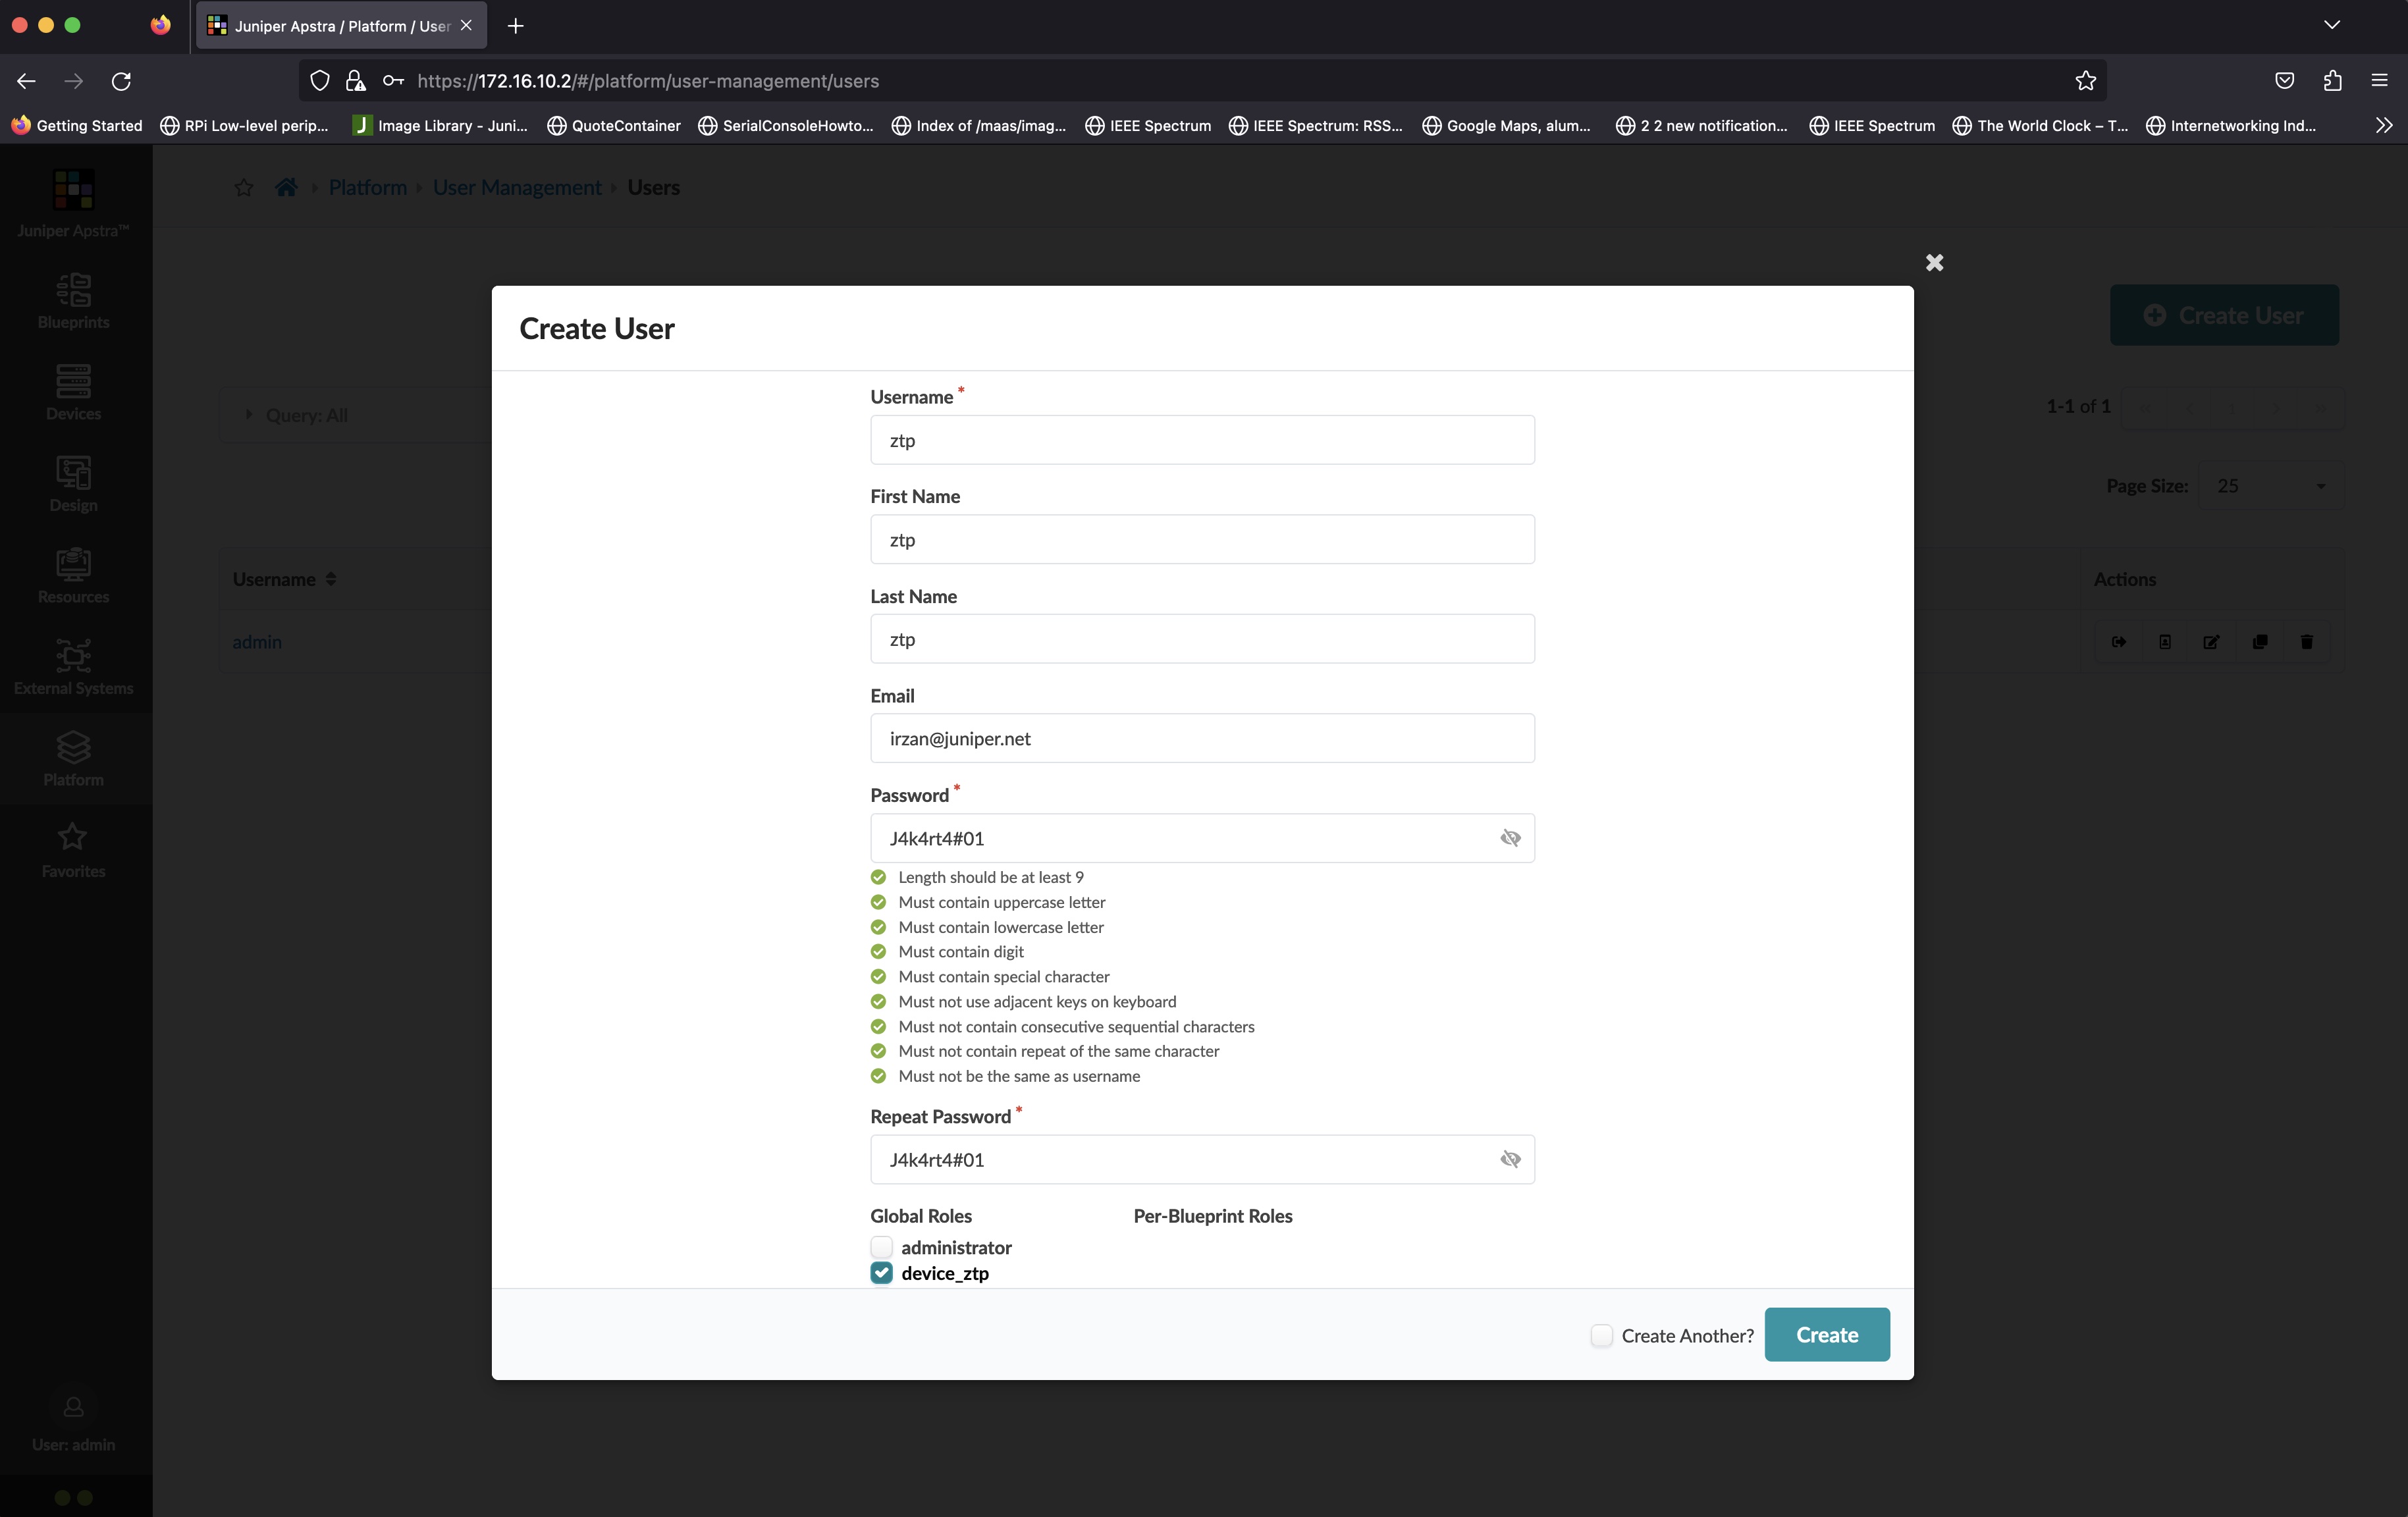 Juniper Apstra / Platform / User
https://172.16.10.2/#/platform/user-management/users
Getting Started
RPi Low-level perip...
Image Library - Juni...
QuoteContainer
SerialConsoleHowto...
Index of /maas/imag...
IEEE Spectrum
IEEE Spectrum: RSS...
Google Maps, alum...
2 2 new notification...
IEEE Spectrum
The World Clock – T...
Internetworking Ind...
Juniper Apstra™
Blueprints
Devices
Design
Resources
External Systems
Platform
Favorites
User: admin
Platform
User Management
Users
Create User
Query: All
1-1 of 1
Page Size: 25
Username
Actions
admin
Create User
Username *
ztp
First Name
ztp
Last Name
ztp
Email
irzan@juniper.net
Password *
J4k4rt4#01
Length should be at least 9
Must contain uppercase letter
Must contain lowercase letter
Must contain digit
Must contain special character
Must not use adjacent keys on keyboard
Must not contain consecutive sequential characters
Must not contain repeat of the same character
Must not be the same as username
Repeat Password *
J4k4rt4#01
Global Roles
Per-Blueprint Roles
administrator
device_ztp
Create Another?
Create